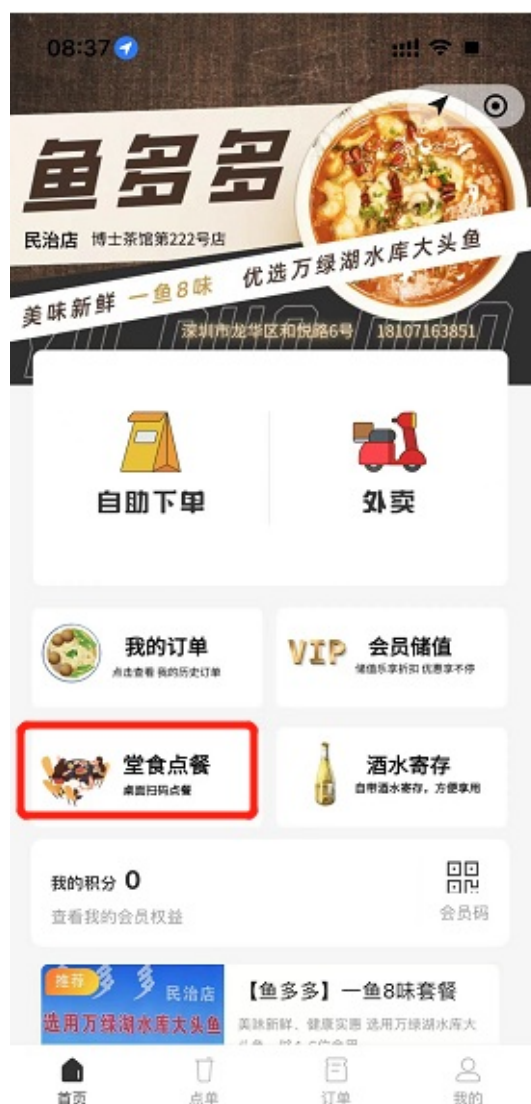 08:37
鱼多多
民治店 博士茶馆第222号店
美味新鲜 一鱼8味 优选万绿湖水库大头鱼
深圳市龙华区和悦路6号 18107163851
自助下单 外卖
我的订单
点击查看 我的历史订单
VIP 会员储值
储值乐享折扣 优惠享不停
堂食点餐
桌面扫码点餐
酒水寄存
自带酒水寄存，方便享用
我的积分 0
查看我的会员权益
会员码
推荐
多多 民治店
选用万绿湖水库大头鱼
【鱼多多】一鱼8味套餐
美味新鲜、健康实惠 选用万绿湖水库大
首页 点单 订单 我的